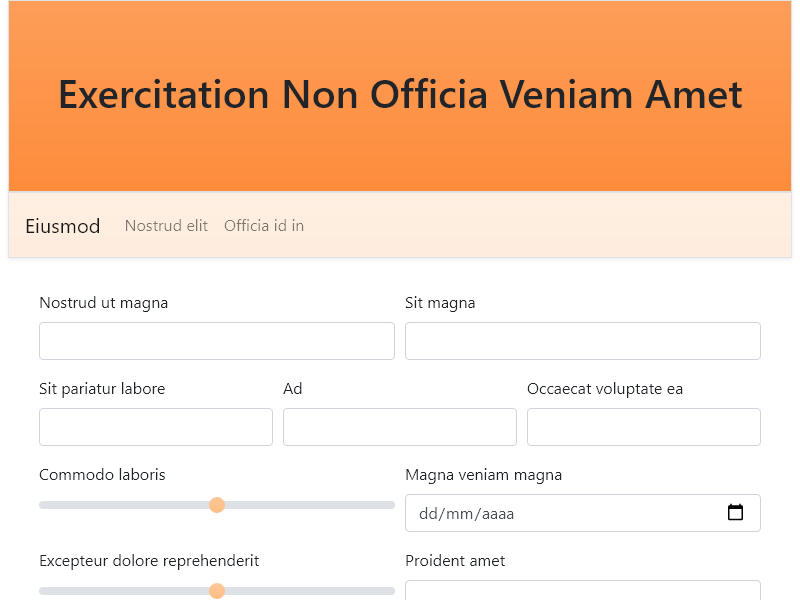 Exercitation Non Officia Veniam Amet
Eiusmod Nostrud elit Officia id in
Nostrud ut magna Sit magna
Sit pariatur labore Ad Occaecat voluptate ea
Commodo laboris Magna veniam magna
dd/mm/aaaa
Excepteur dolore reprehenderit Proident amet